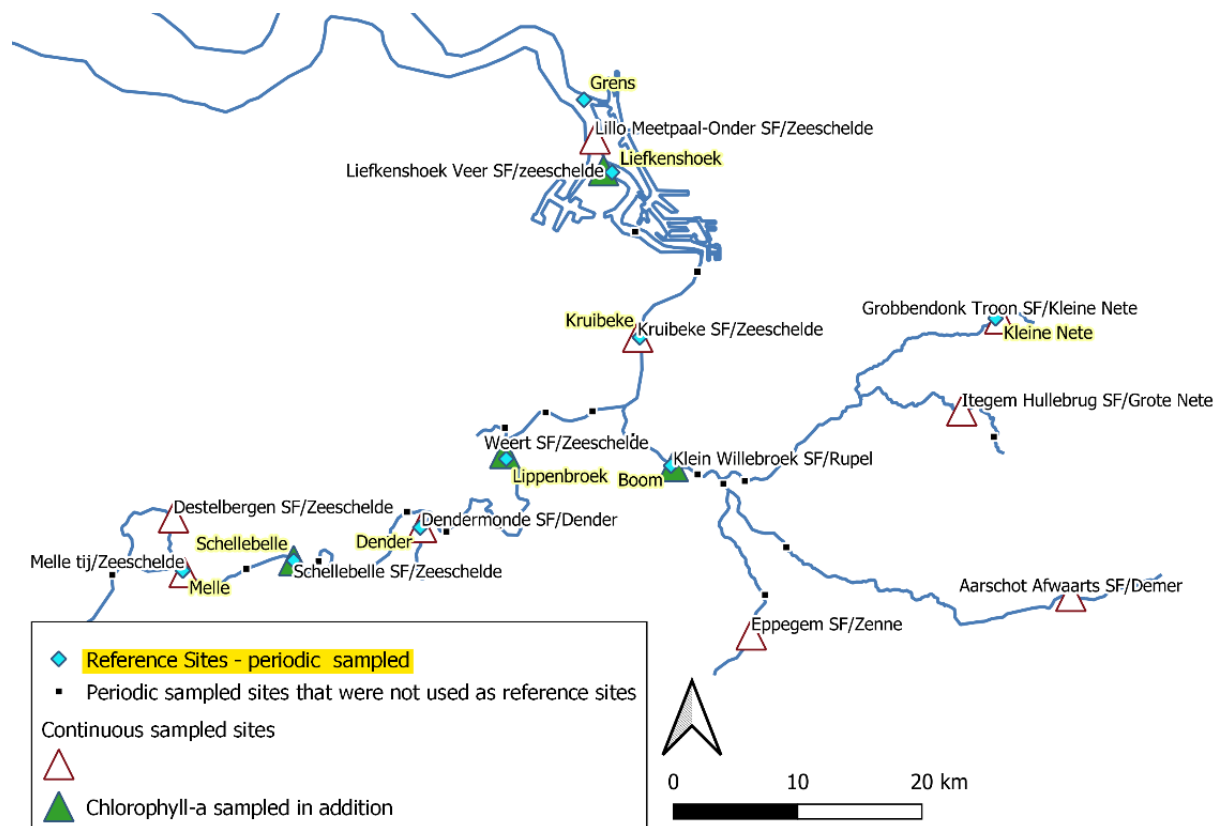 Grens
Lillo Meetpaal-Onder SF/Zeeschelde
Liefkenshoek
Liefkenshoek Veer SF/zeeschelde
Kruibeke
Kruibeke SF/Zeeschelde
Grobbendonk Troon SF/Kleine Nete
Kleine Nete
Itegem Hullebrug SF/Grote Nete
Weert SF/Zeeschelde
Lippenbroek
Klein Willebroek SF/Rupel
Boom
Destelbergen SF/Zeeschelde
Dendermonde SF/Dender
Dender
Schellebelle
Melle tij/Zeeschelde
Schellebelle SF/Zeeschelde
Melle
Aarschot Afwaarts SF/Demer
Eppegem SF/Zenne
Reference Sites - periodic sampled
Periodic sampled sites that were not used as reference sites
Continuous sampled sites
Chlorophyll-a sampled in addition
0 10 20 km